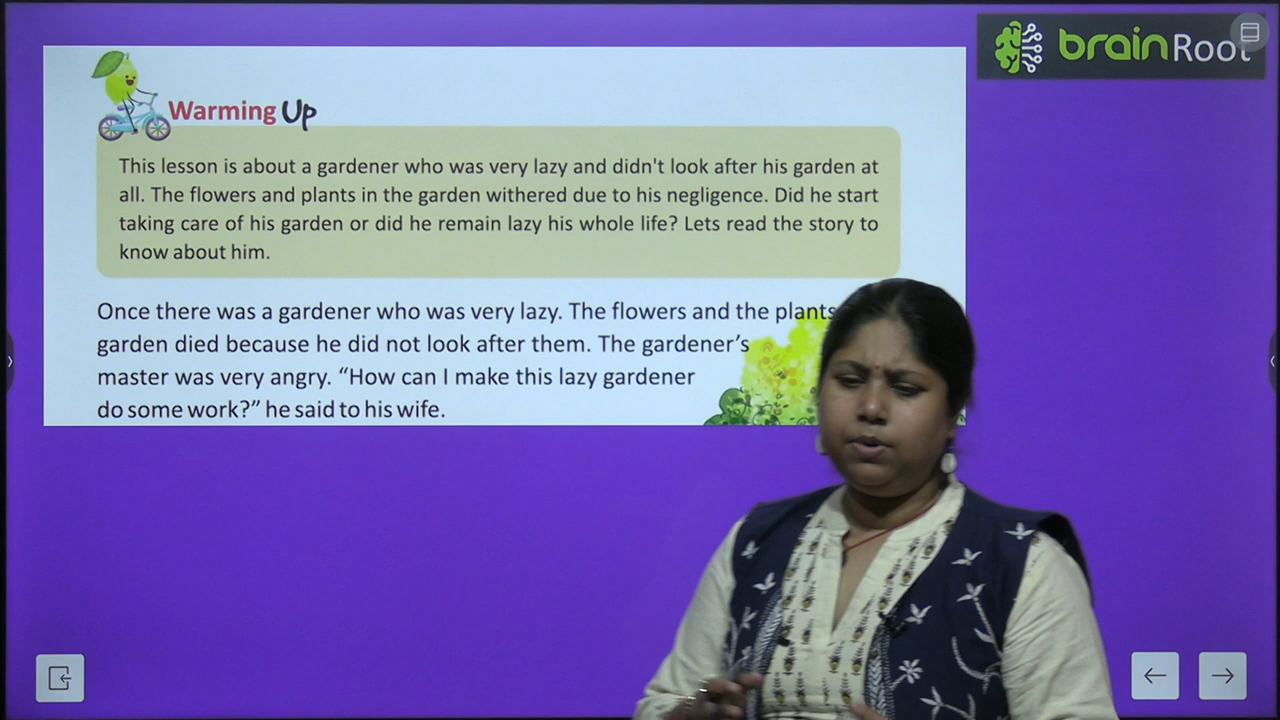 brainRoot
Warming Up
This lesson is about a gardener who was very lazy and didn't look after his garden at
all. The flowers and plants in the garden withered due to his negligence. Did he start
taking care of his garden or did he remain lazy his whole life? Lets read the story to
know about him.
Once there was a gardener who was very lazy. The flowers and the plants
garden died because he did not look after them. The gardener's
master was very angry. “How can I make this lazy gardener
do some work?” he said to his wife.